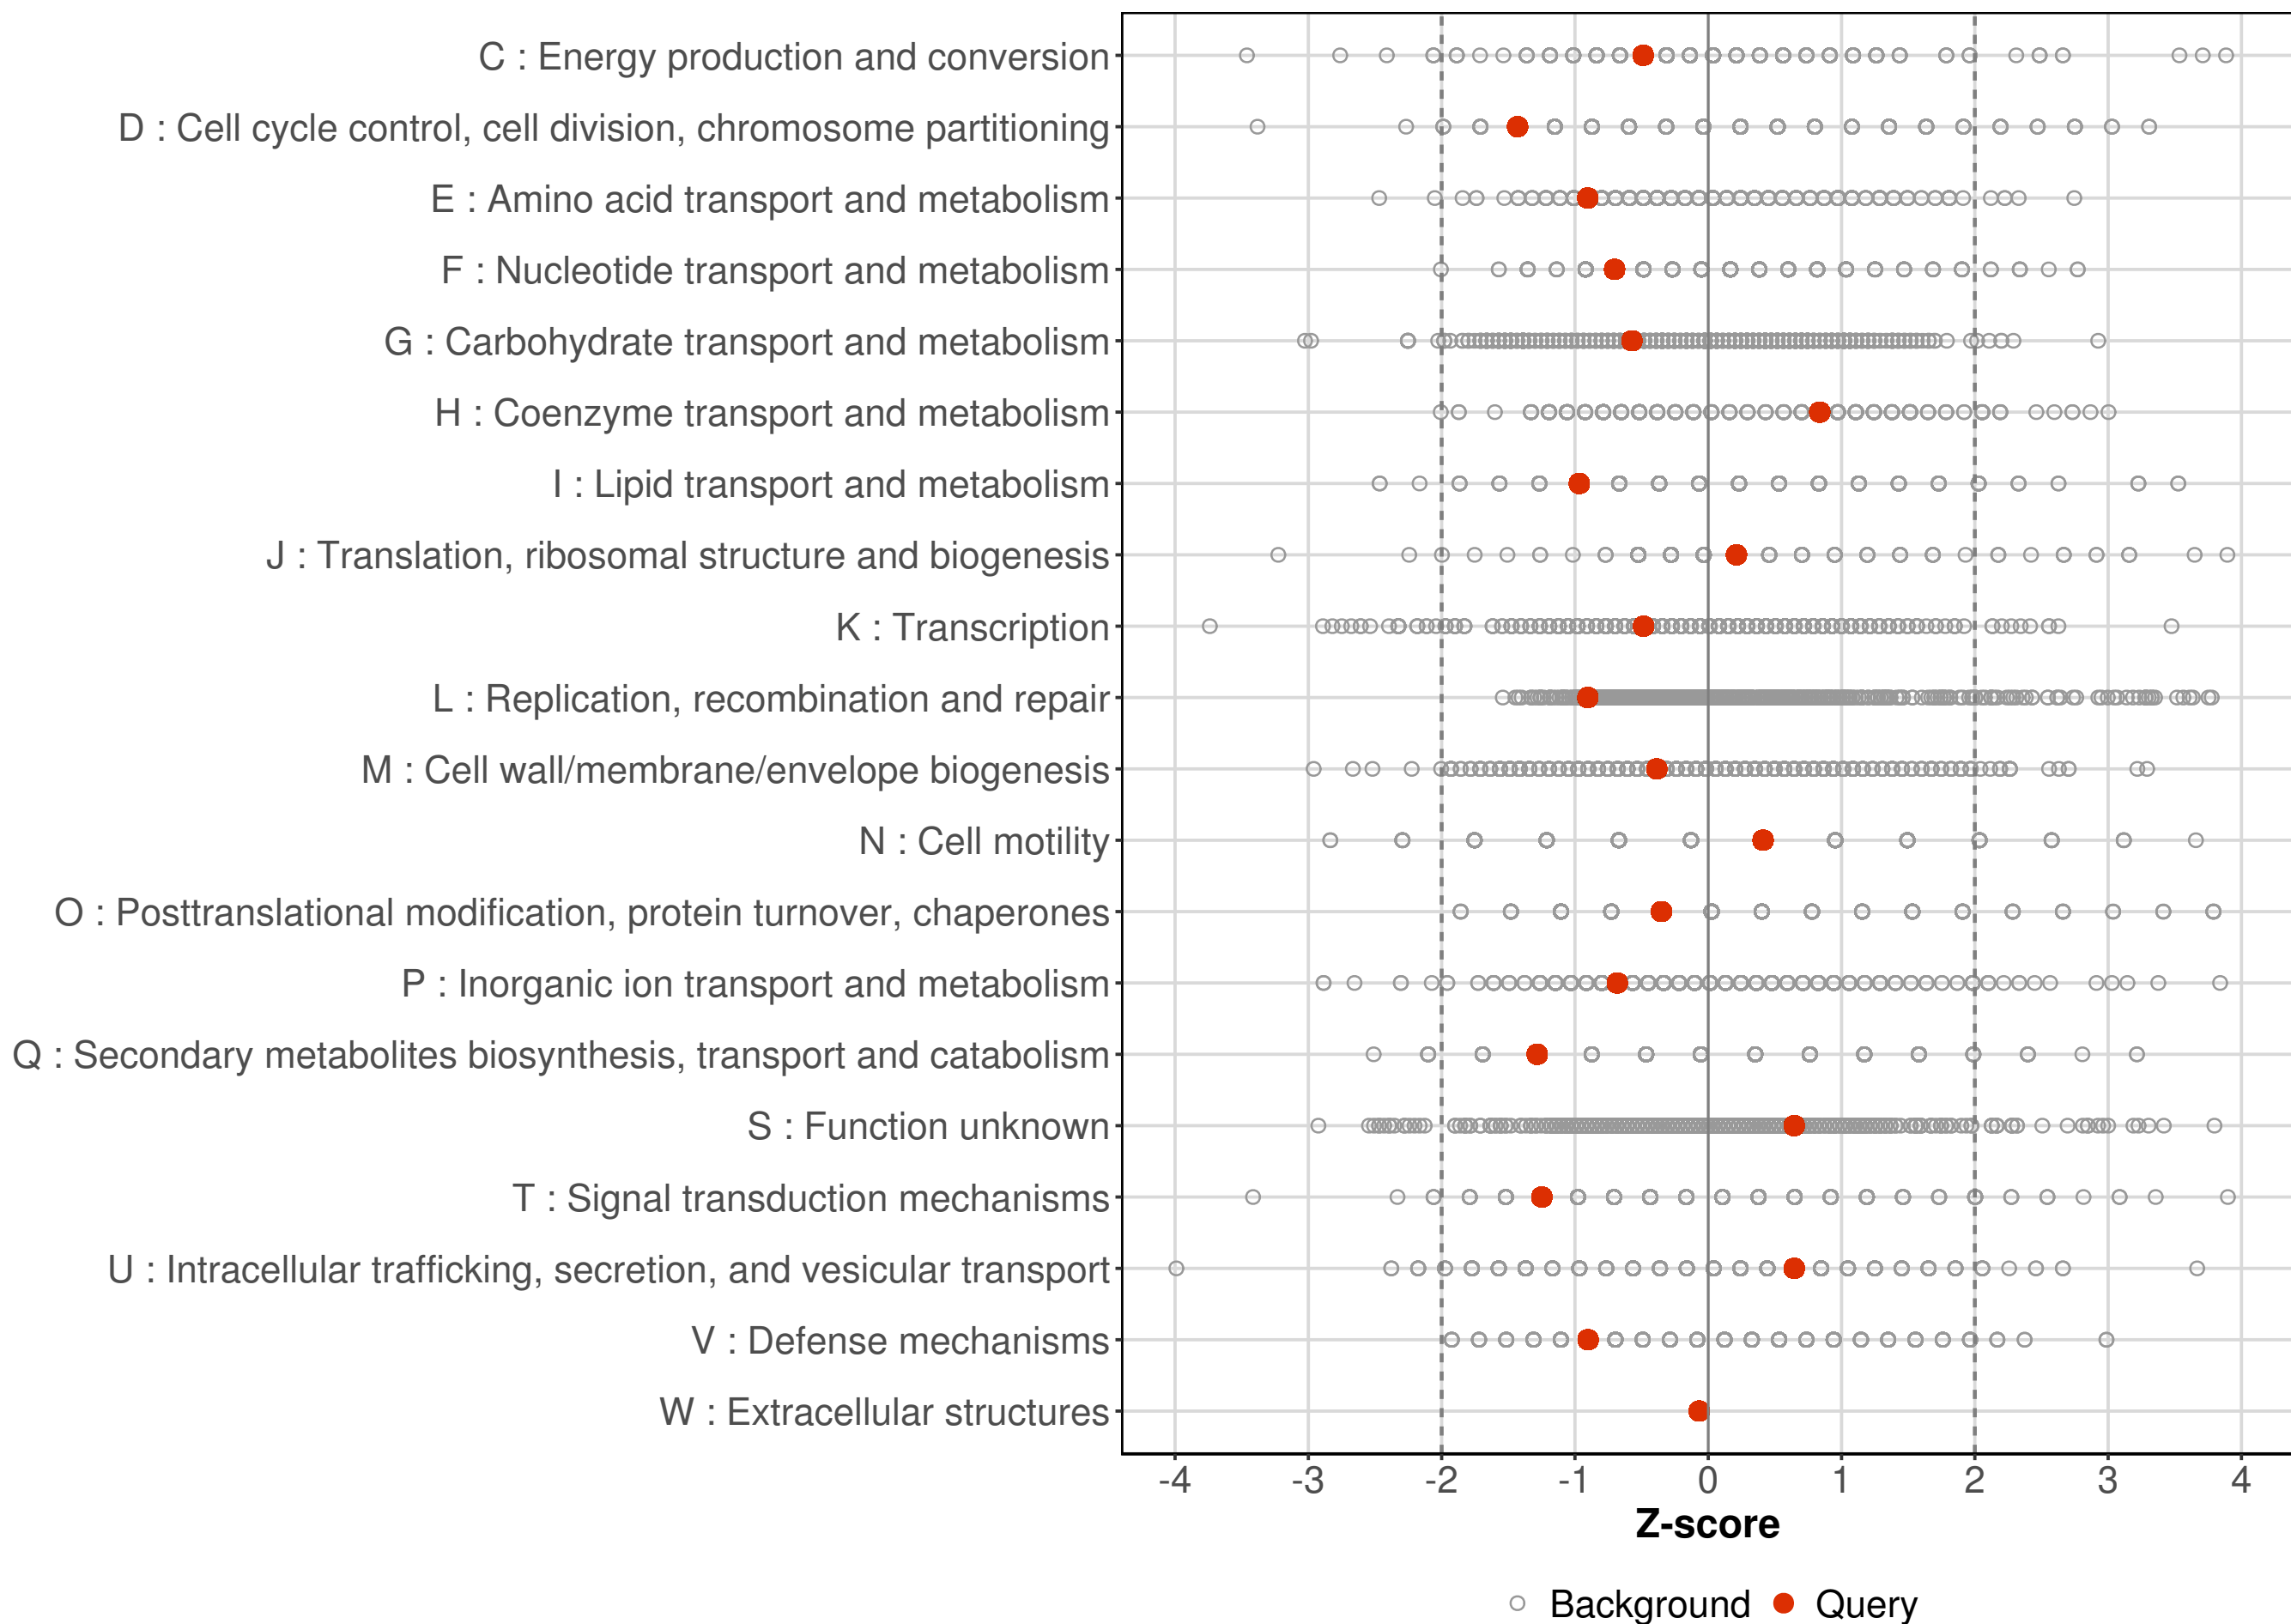 C : Energy production and conversion
D : Cell cycle control, cell division, chromosome partitioning
E : Amino acid transport and metabolism
F : Nucleotide transport and metabolism
G : Carbohydrate transport and metabolism
H : Coenzyme transport and metabolism
I : Lipid transport and metabolism
J : Translation, ribosomal structure and biogenesis
K : Transcription
L : Replication, recombination and repair
M : Cell wall/membrane/envelope biogenesis
N : Cell motility
O : Posttranslational modification, protein turnover, chaperones
P : Inorganic ion transport and metabolism
Q : Secondary metabolites biosynthesis, transport and catabolism
S : Function unknown
T : Signal transduction mechanisms
U : Intracellular trafficking, secretion, and vesicular transport
V : Defense mechanisms
W : Extracellular structures
-4 -3 -2 -1 0 1 2 3 4
Z-score
Background Query